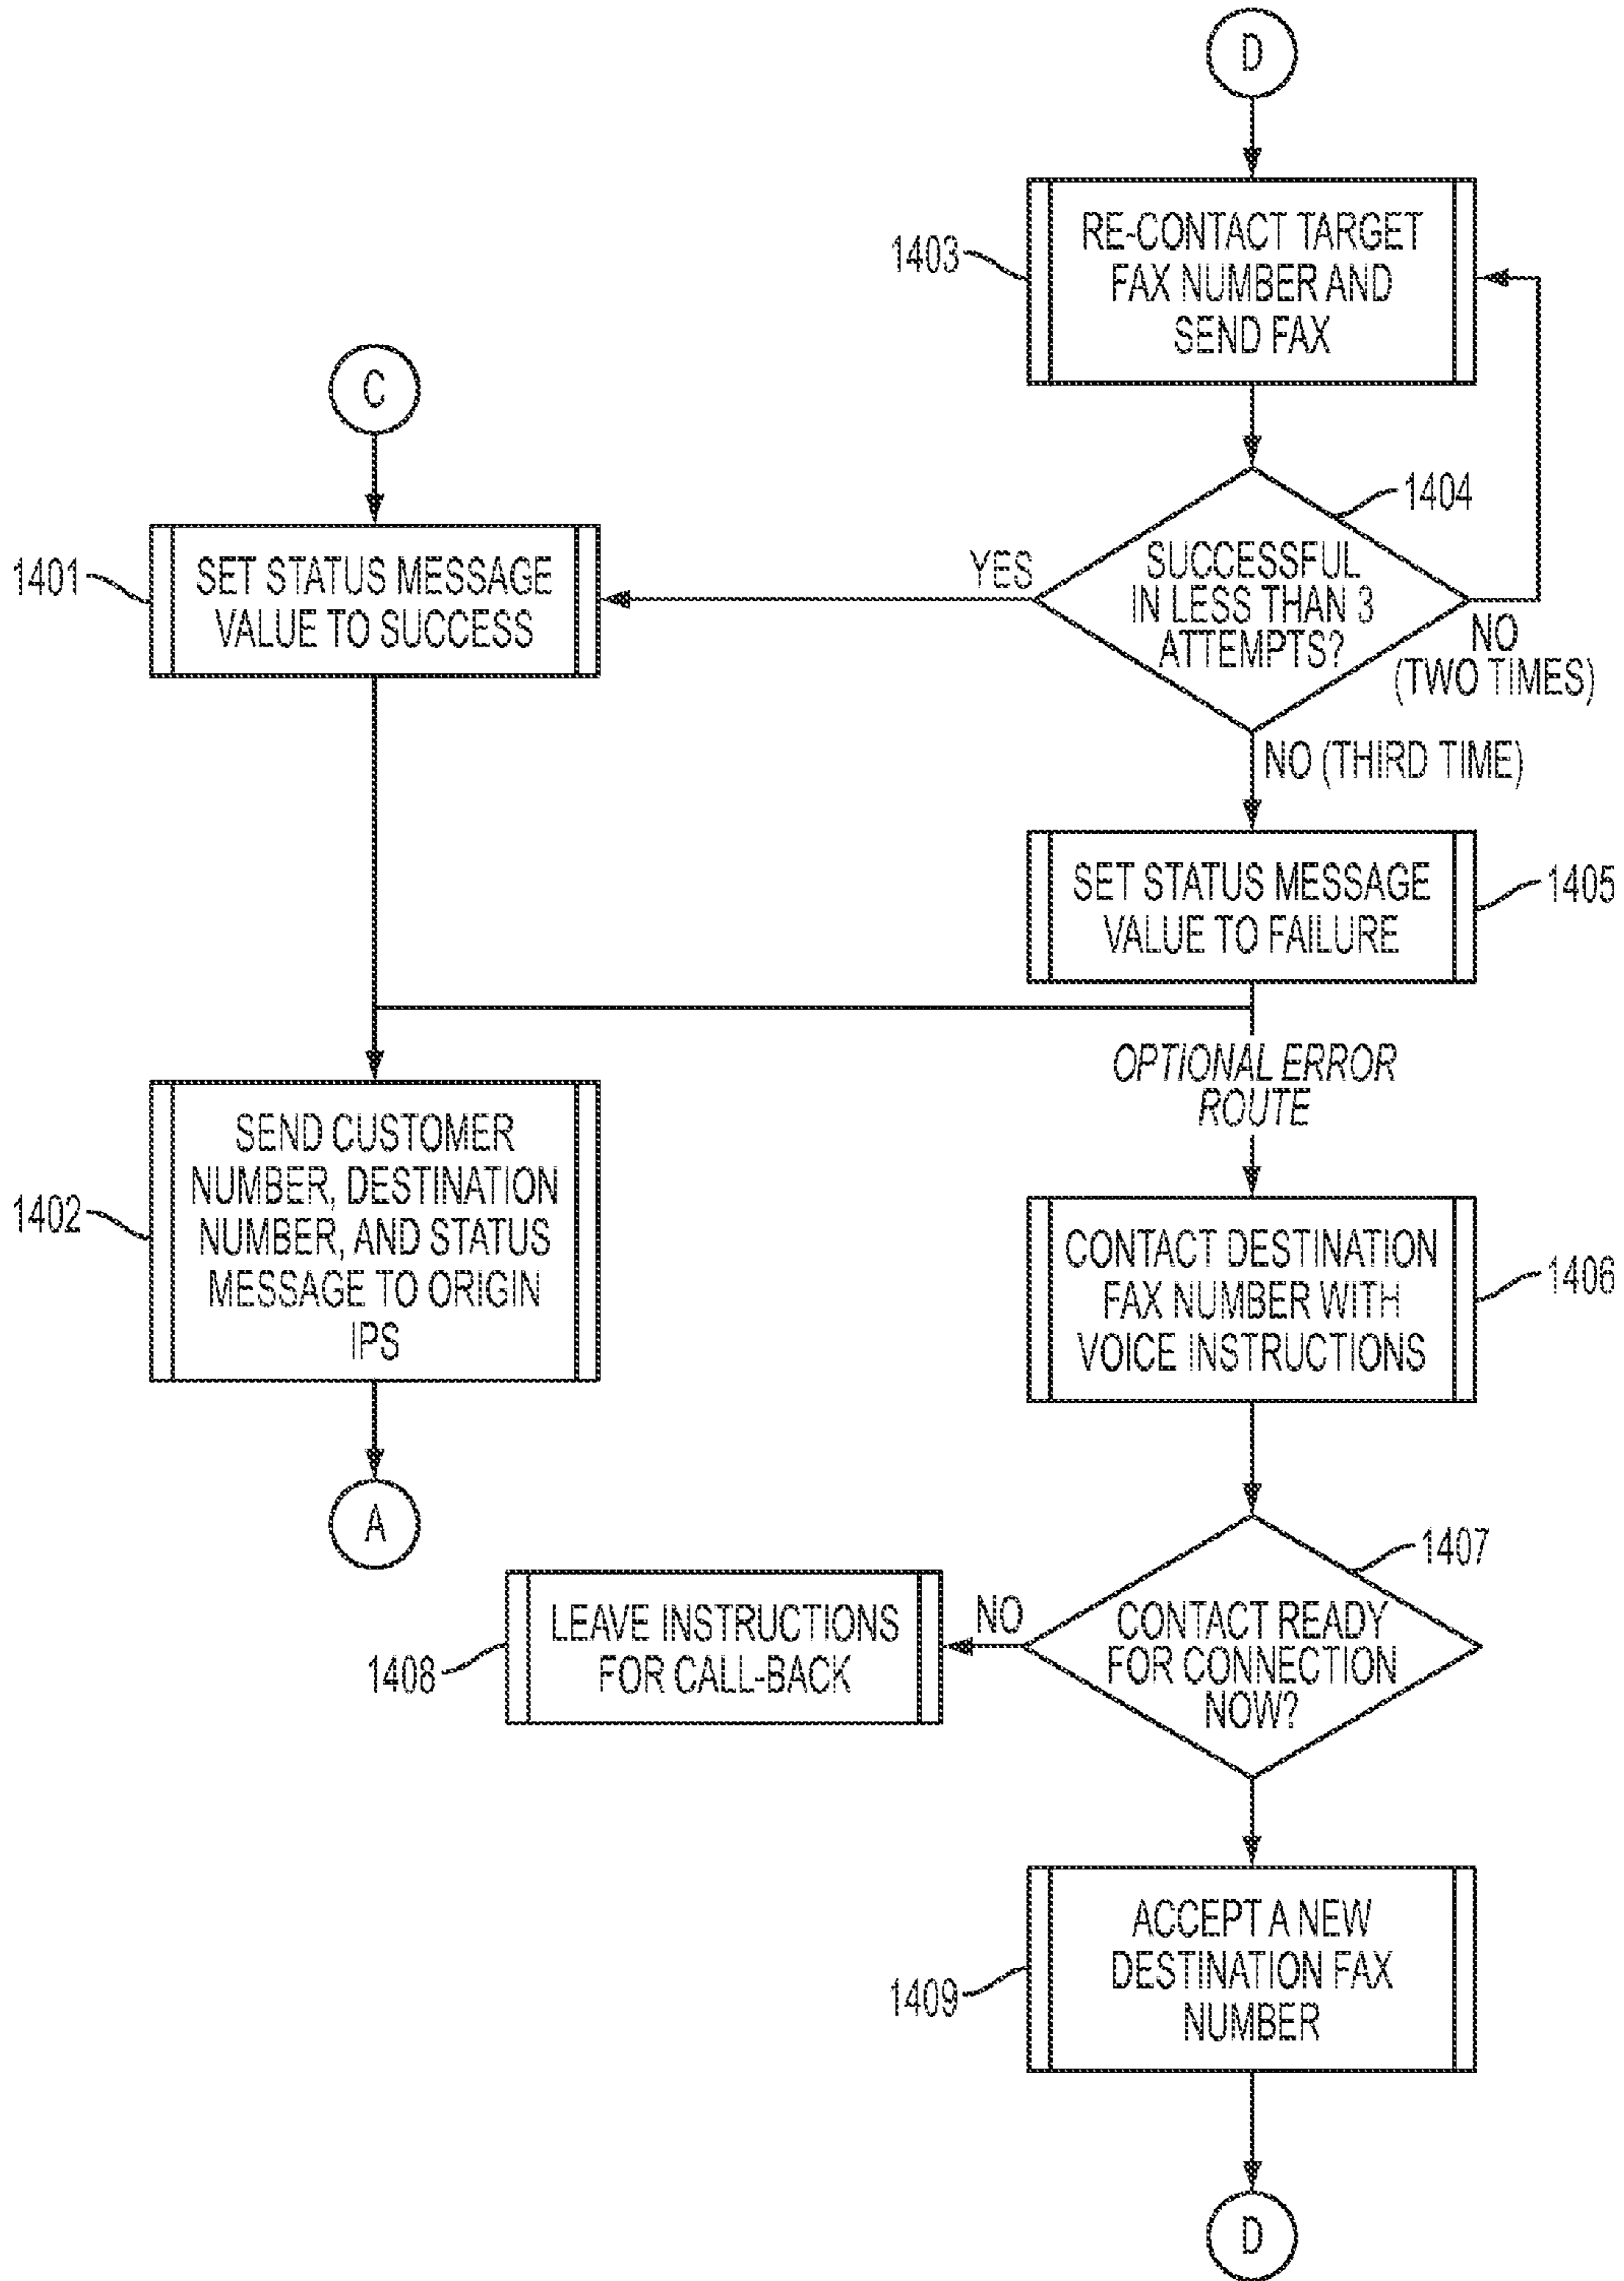 D
RE-CONTACT TARGET
FAX NUMBER AND
SEND FAX
1403
C
1404
SUCCESSFUL
IN LESS THAN 3
ATTEMPTS?
YES
NO
(TWO TIMES)
SET STATUS MESSAGE
VALUE TO SUCCESS
1401
NO (THIRD TIME)
SET STATUS MESSAGE
VALUE TO FAILURE
1405
OPTIONAL ERROR
ROUTE
SEND CUSTOMER
NUMBER, DESTINATION
NUMBER, AND STATUS
MESSAGE TO ORIGIN
IPS
1402
CONTACT DESTINATION
FAX NUMBER WITH
VOICE INSTRUCTIONS
1406
A
1407
CONTACT READY
FOR CONNECTION
NOW?
NO
LEAVE INSTRUCTIONS
FOR CALL-BACK
1408
ACCEPT A NEW
DESTINATION FAX
NUMBER
1409
D